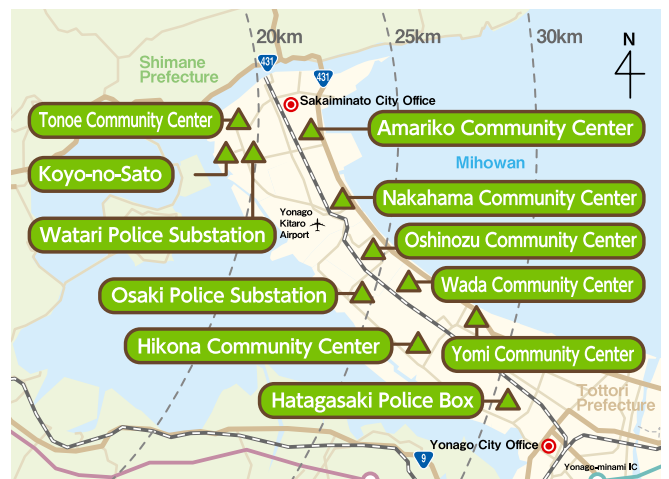 20km
25km
30km
N
431
431
Shimane
Prefecture
Sakaiminato City Office
Tonoe Community Center
Amariko Community Center
Koyo-no-Sato
Mihowan
Nakahama Community Center
Yonago
Kitaro
Airport
Watari Police Substation
Oshinozu Community Center
Wada Community Center
Osaki Police Substation
Hikona Community Center
Yomi Community Center
Hatagasaki Police Box
Tottori
Prefecture
Yonago City Office
9
Yonago-minami IC